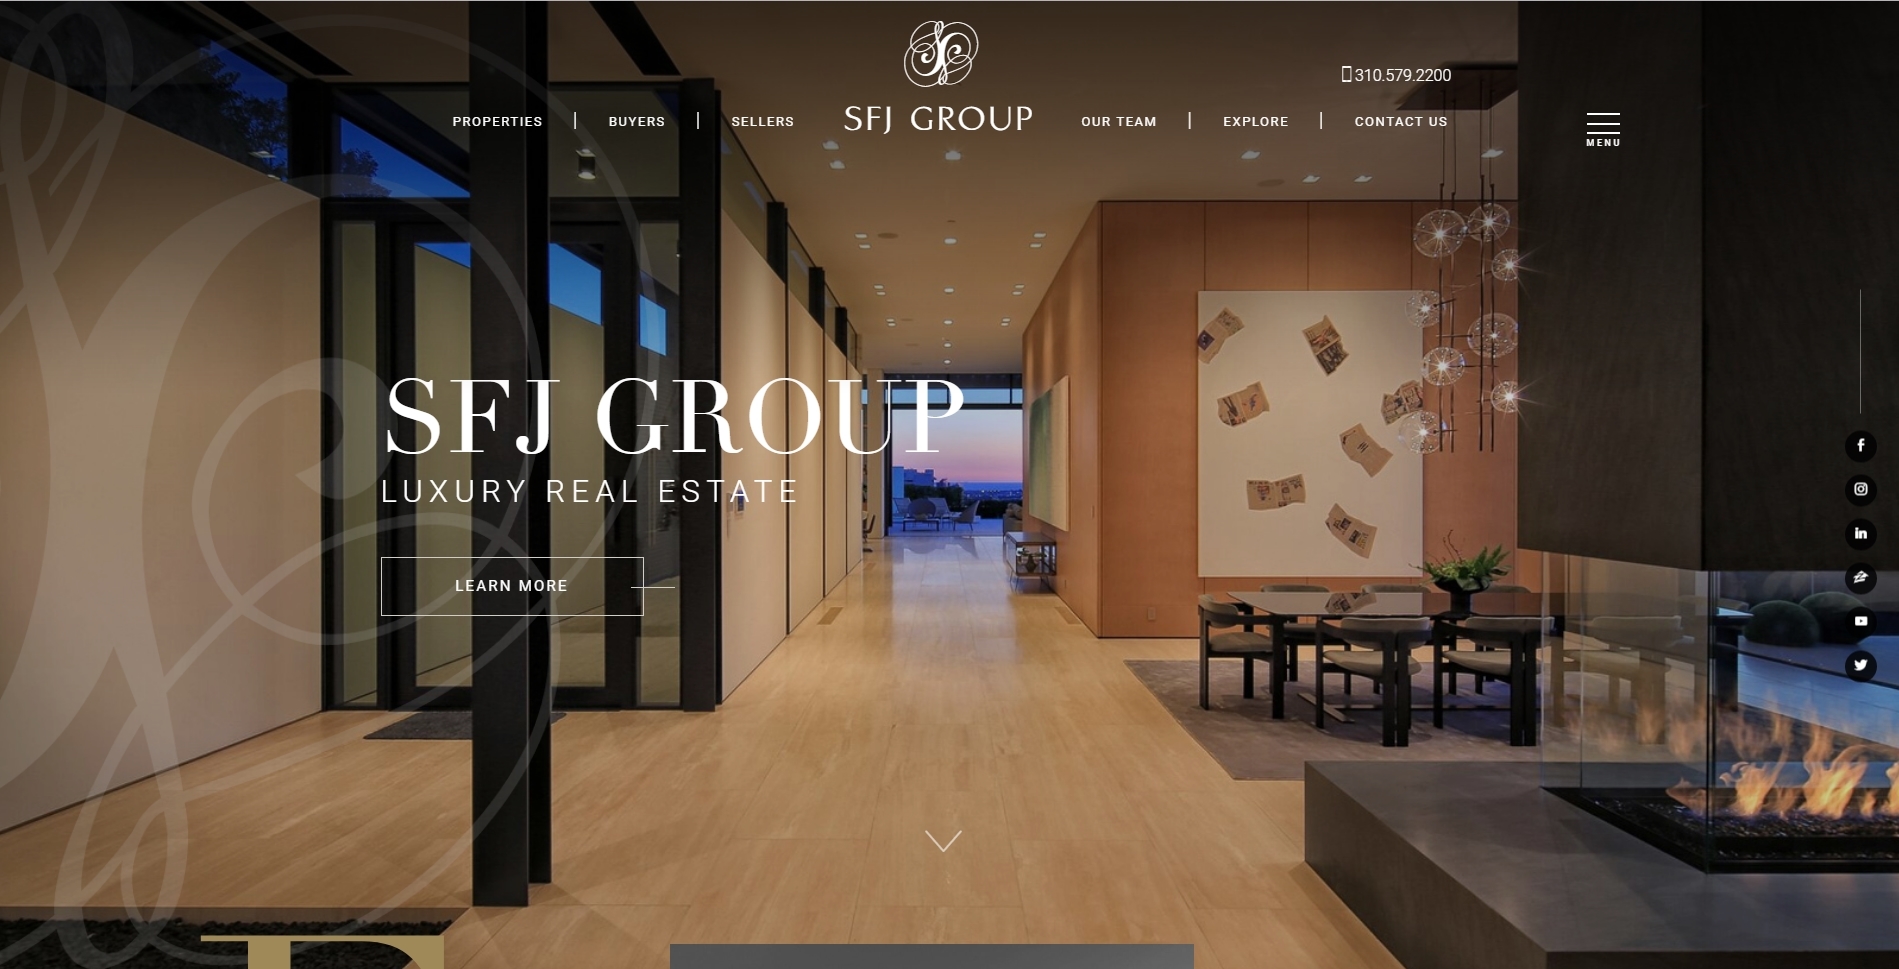 310.579.2200
PROPERTIES
BUYERS
SELLERS
SFJ GROUP
OUR TEAM
EXPLORE
CONTACT US
MENU
SFJ GROUP
LUXURY REAL ESTATE
LEARN MORE